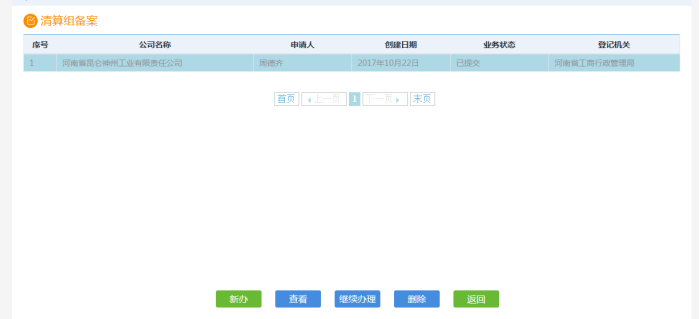 清算组备案
序号 公司名称 申请人 创建日期 业务状态 登记机关
1 河南省昆仑神州工业有限责任公司 周德齐 2017年10月22日 已提交 河南省工商行政管理局
首页 上一页 1 下一页 末页
新办 查看 继续办理 删除 返回